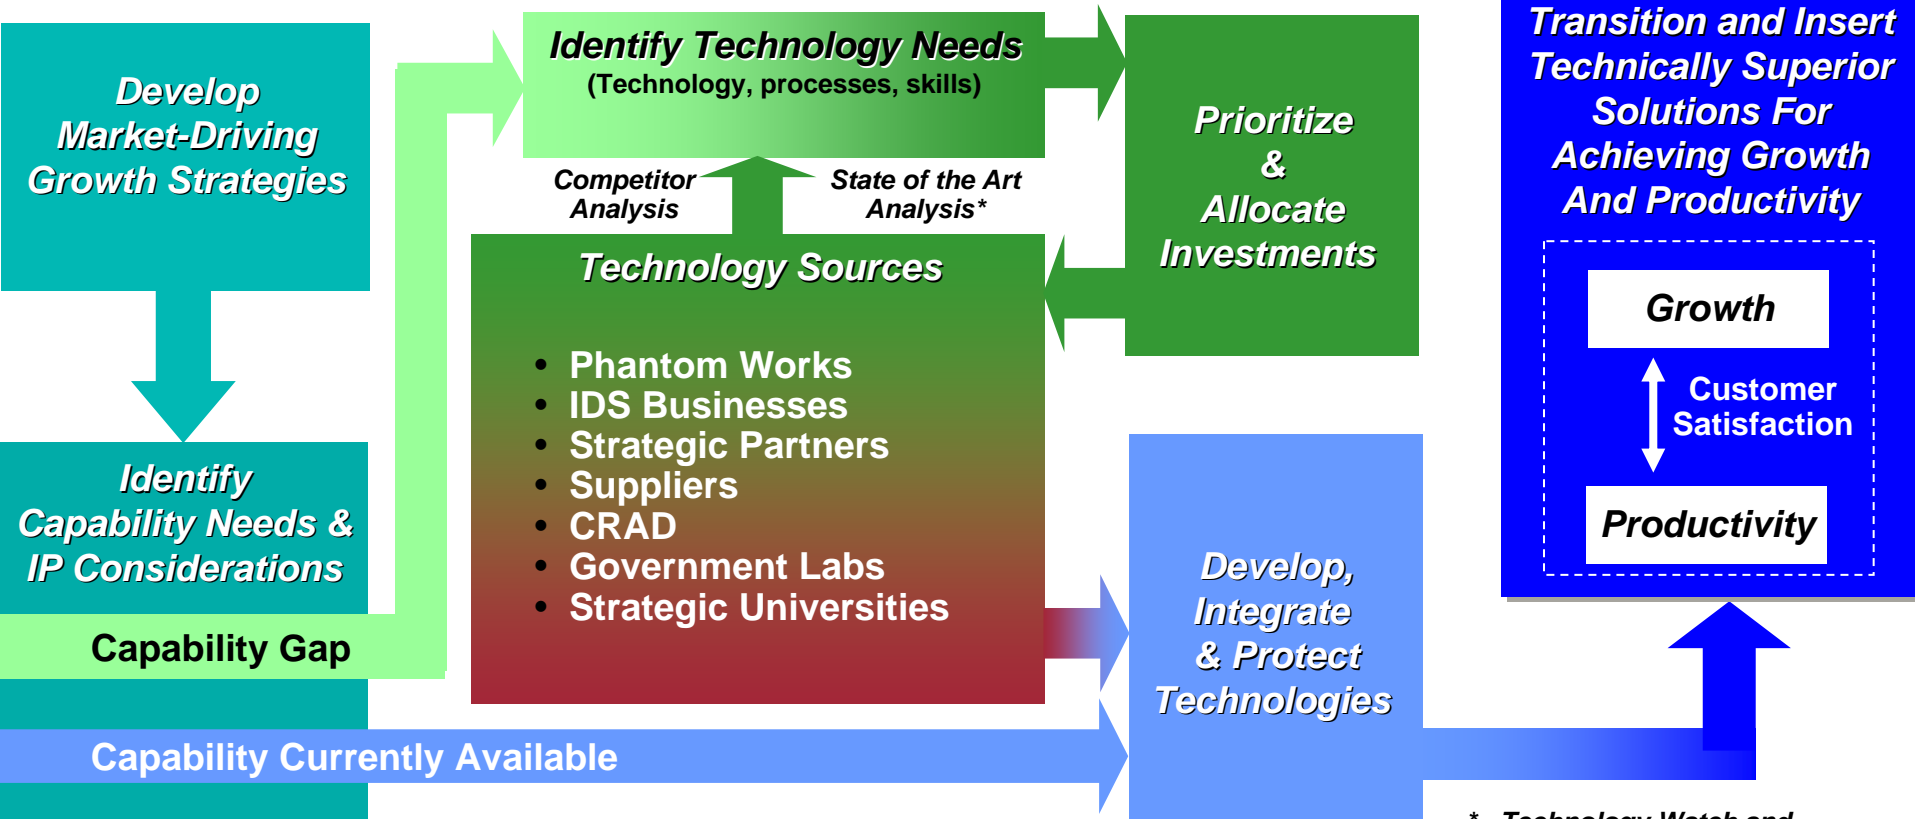 Develop
Market-Driving
Growth Strategies
Identify
Capability Needs &
IP Considerations
Capability Gap
Capability Currently Available
Identify Technology Needs
(Technology, processes, skills)
Competitor
Analysis
State of the Art
Analysis*
Technology Sources
• Phantom Works
• IDS Businesses
• Strategic Partners
• Suppliers
• CRAD
• Government Labs
• Strategic Universities
Prioritize
&
Allocate
Investments
Develop,
Integrate
& Protect
Technologies
Transition and Insert
Technically Superior
Solutions For
Achieving Growth
And Productivity
Growth
Customer
Satisfaction
Productivity
* Technology Watch and